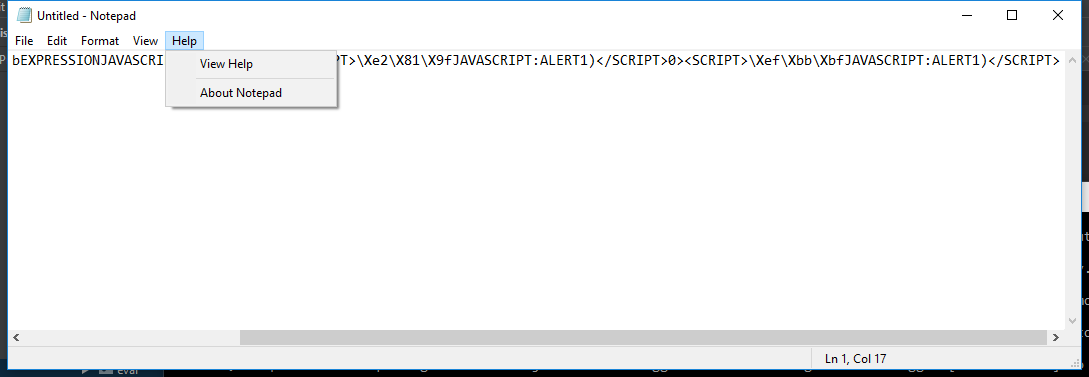 Untitled - Notepad
File Edit Format View Help
bEXPRESSIONJAVASCRI PT>\Xe2\X81\X9fJAVASCRIPT:ALERT1)</SCRIPT>0><SCRIPT>\Xef\Xbb\XbfJAVASCRIPT:ALERT1)</SCRIPT>
View Help
About Notepad
Ln 1, Col 17
eval